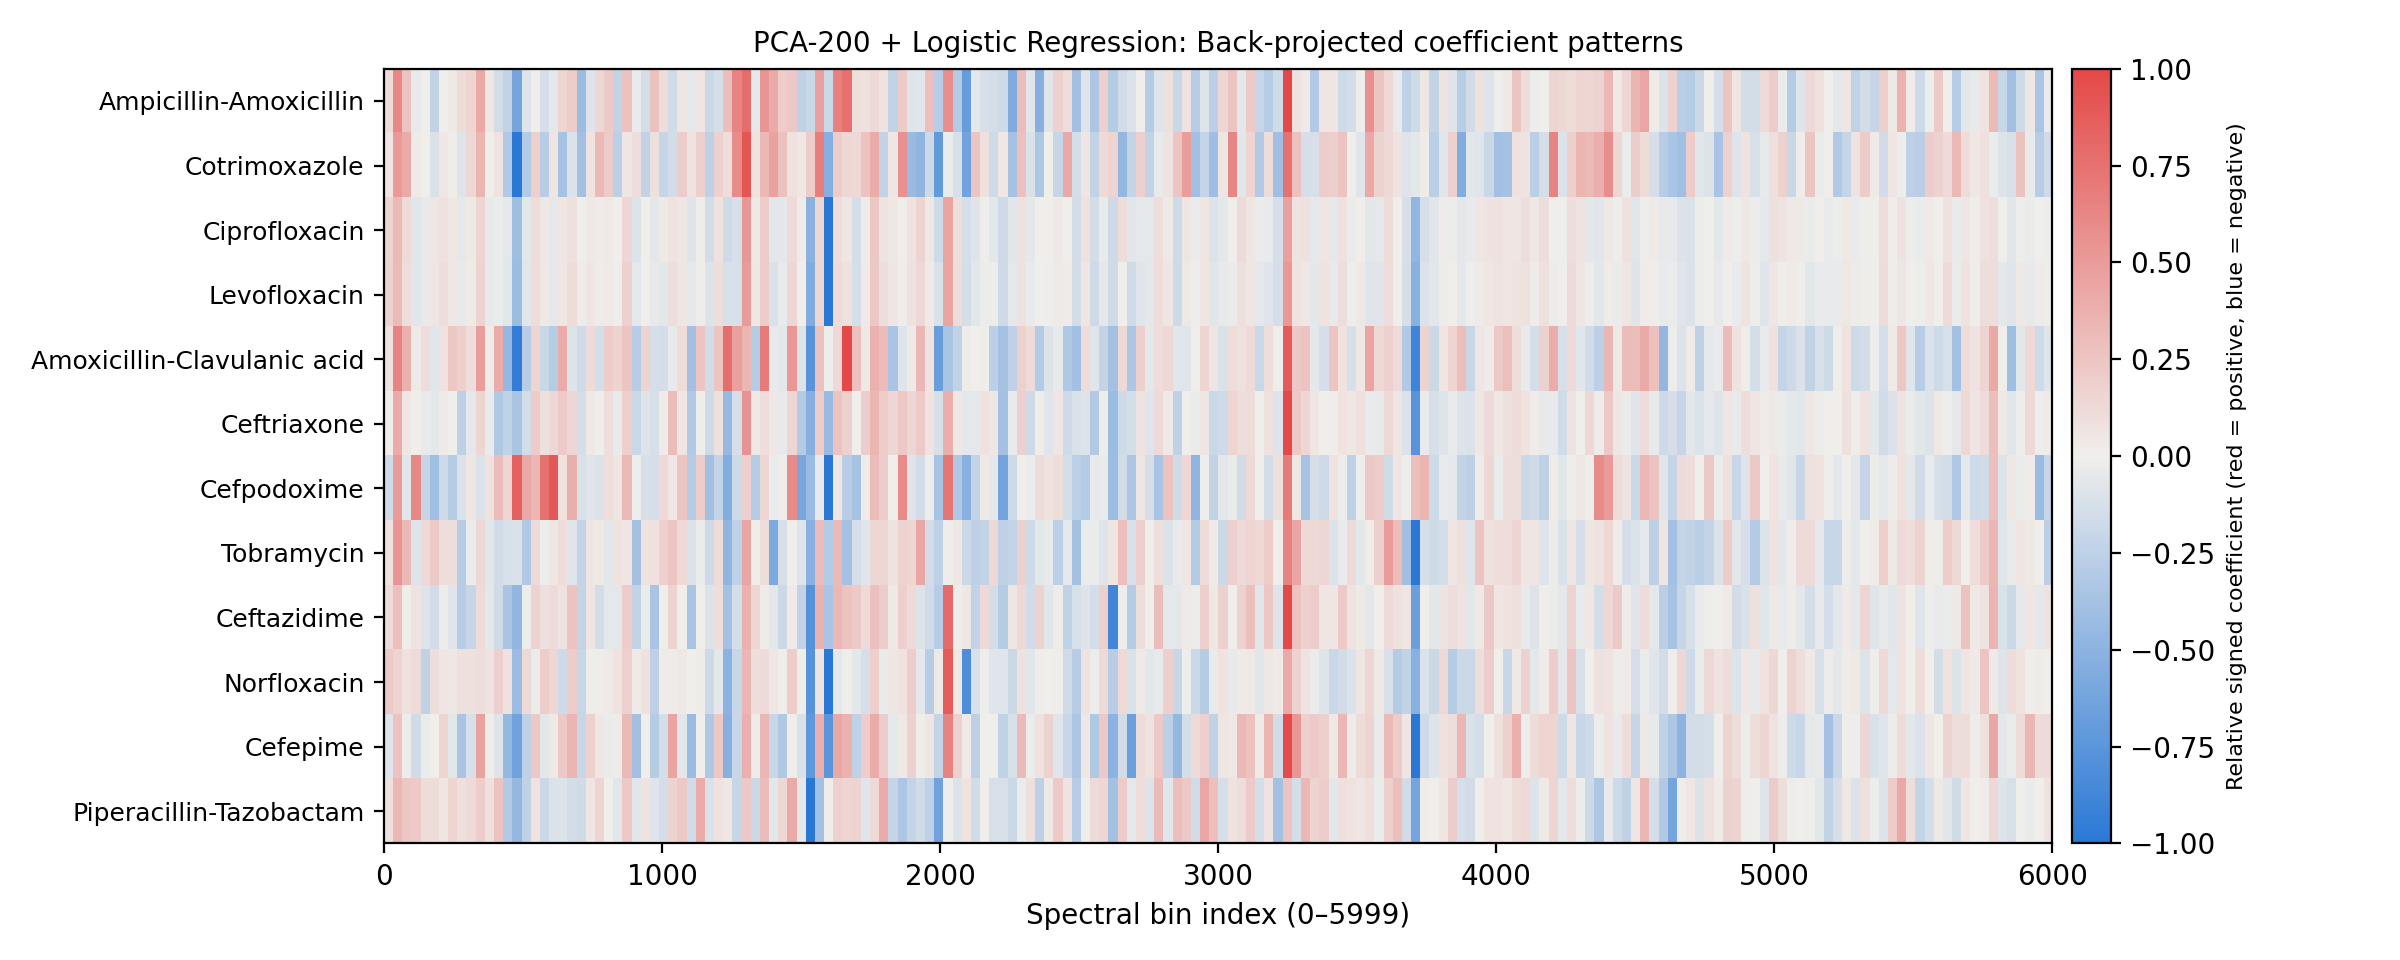 PCA-200 + Logistic Regression: Back-projected coefficient patterns
Ampicillin-Amoxicillin
Cotrimoxazole
Ciprofloxacin
Levofloxacin
Amoxicillin-Clavulanic acid
Ceftriaxone
Cefpodoxime
Tobramycin
Ceftazidime
Norfloxacin
Cefepime
Piperacillin-Tazobactam
0 1000 2000 3000 4000 5000 6000
Spectral bin index (0–5999)
1.00
0.75
0.50
0.25
0.00
−0.25
−0.50
−0.75
−1.00
Relative signed coefficient (red = positive, blue = negative)